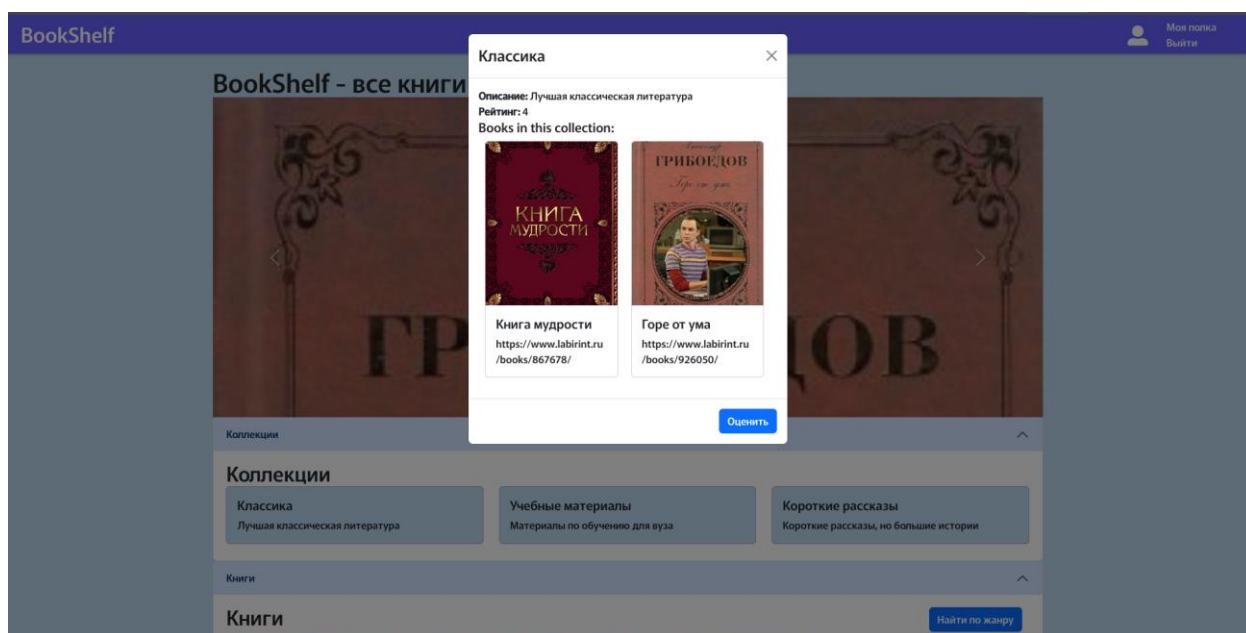 BookShelf
Моя полка
Выйти
BookShelf - все книги
Классика
Описание: Лучшая классическая литература
Рейтинг: 4
Books in this collection:
КНИГА
МУДРОСТИ
Александр
ГРИБОЕДОВ
Горе от ума
Книга мудрости
https://www.labirint.ru
/books/867678/
Горе от ума
https://www.labirint.ru
/books/926050/
Оценить
ГР
ОВ
Коллекции
Коллекции
Классика
Лучшая классическая литература
Учебные материалы
Материалы по обучению для вуза
Короткие рассказы
Короткие рассказы, но большие истории
Книги
Книги
Найти по жанру